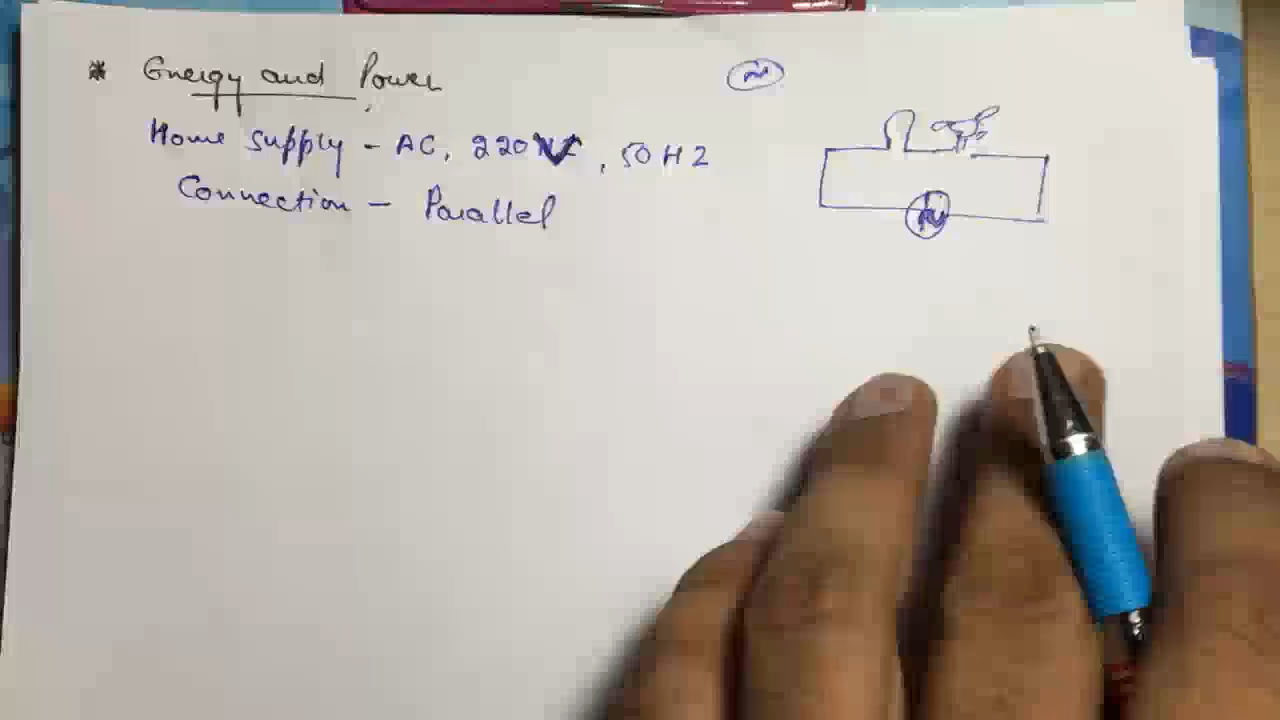 * Energy and Power
Home supply - AC, 220V, 50 HZ
Connection - Parallel